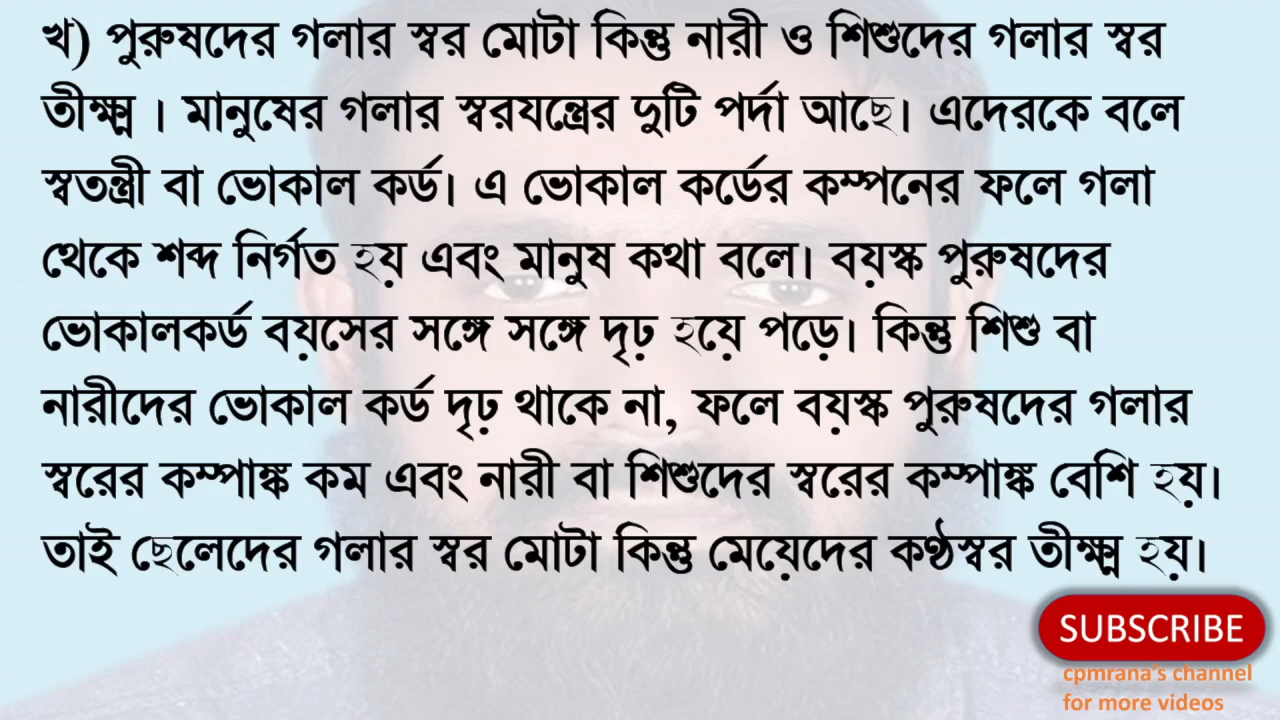 খ) পুরুষদের গলার স্বর মোটা কিন্তু নারী ও শিশুদের গলার স্বর
তীক্ষ্ম । মানুষের গলার স্বরযন্ত্রের দুটি পর্দা আছে। এদেরকে বলে
স্বতন্ত্রী বা ভোকাল কর্ড। এ ভোকাল কর্ডের কম্পনের ফলে গলা
থেকে শব্দ নির্গত হয় এবং মানুষ কথা বলে। বয়স্ক পুরুষদের
ভোকালকর্ড বয়সের সঙ্গে সঙ্গে দৃঢ় হয়ে পড়ে। কিন্তু শিশু বা
নারীদের ভোকাল কর্ড দৃঢ় থাকে না, ফলে বয়স্ক পুরুষদের গলার
স্বরের কম্পাঙ্ক কম এবং নারী বা শিশুদের স্বরের কম্পাঙ্ক বেশি হয়।
তাই ছেলেদের গলার স্বর মোটা কিন্তু মেয়েদের কণ্ঠস্বর তীক্ষ্ম হয়।
SUBSCRIBE
cpmrana's channel
for more videos